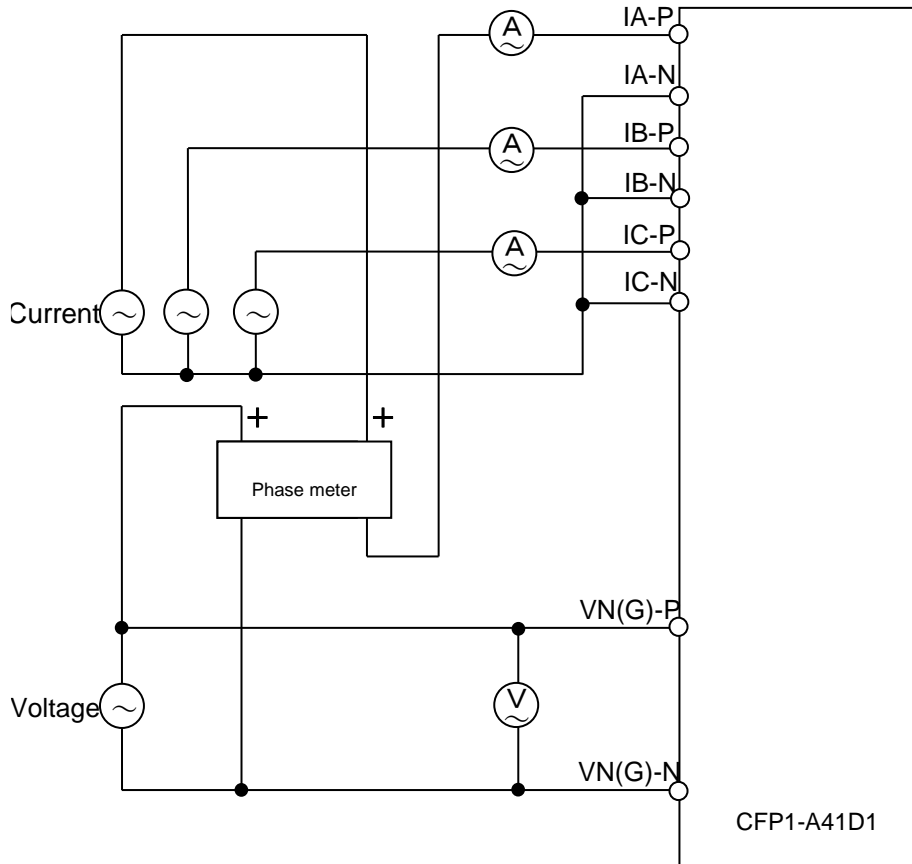 IA-P
A
IA-N
IB-P
A
IB-N
IC-P
A
IC-N
Current
+ +
Phase meter
VN(G)-P
Voltage
V
VN(G)-N
CFP1-A41D1